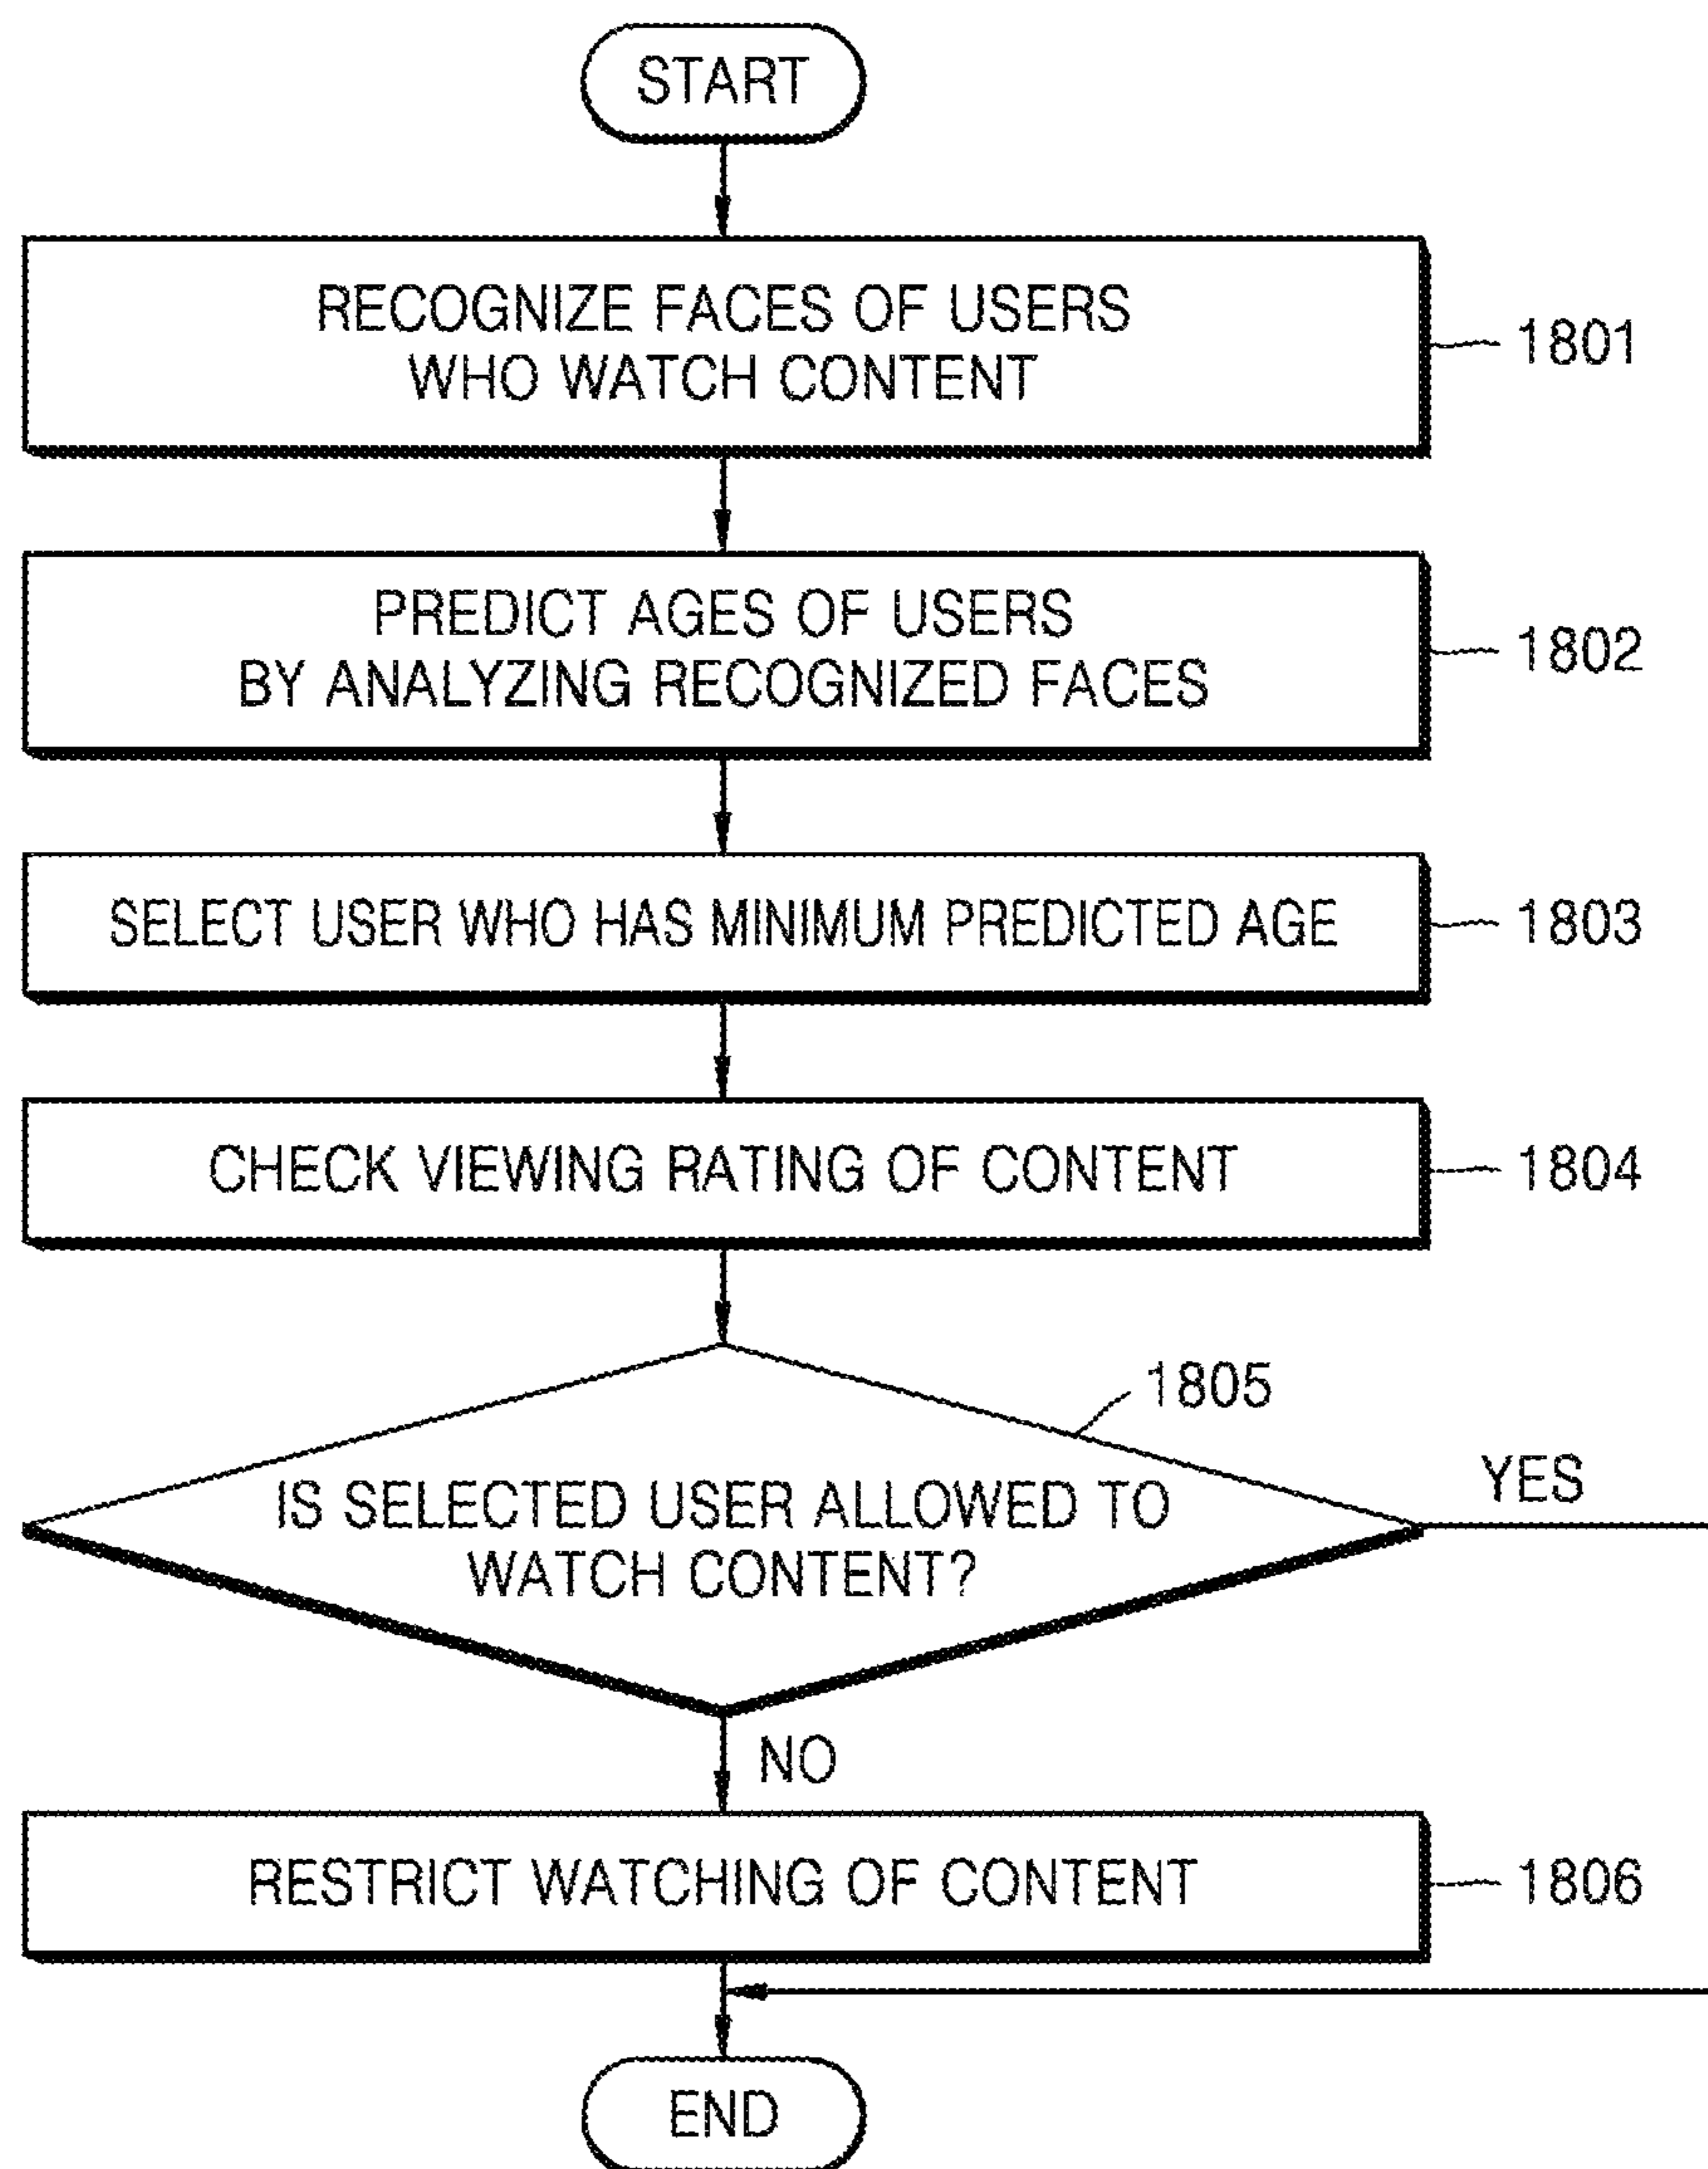 START
RECOGNIZE FACES OF USERS
WHO WATCH CONTENT
1801
PREDICT AGES OF USERS
BY ANALYZING RECOGNIZED FACES
1802
SELECT USER WHO HAS MINIMUM PREDICTED AGE
1803
CHECK VIEWING RATING OF CONTENT
1804
1805
IS SELECTED USER ALLOWED TO
WATCH CONTENT?
YES
NO
RESTRICT WATCHING OF CONTENT
1806
END